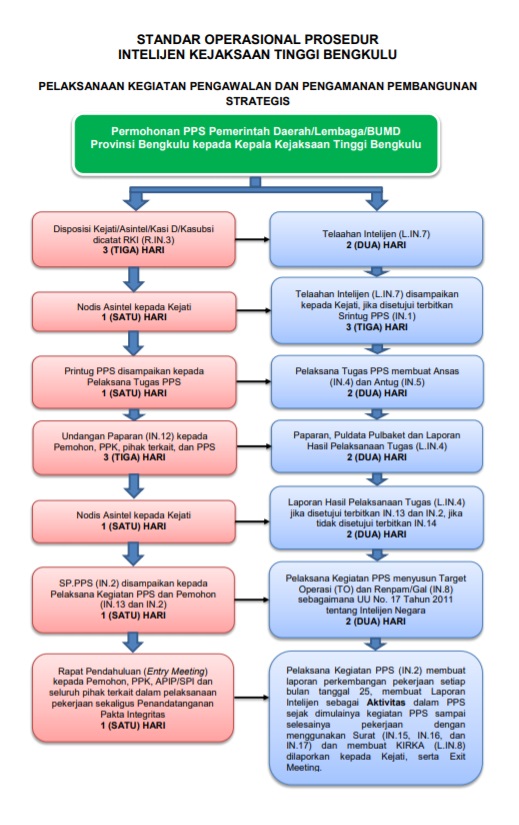 STANDAR OPERASIONAL PROSEDUR
INTELIJEN KEJAKSAAN TINGGI BENGKULU
PELAKSANAAN KEGIATAN PENGAWALAN DAN PENGAMANAN PEMBANGUNAN
STRATEGIS
Permohonan PPS Pemerintah Daerah/Lembaga/BUMD
Provinsi Bengkulu kepada Kepala Kejaksaan Tinggi Bengkulu
Disposisi Kejati/Asintel/Kasi D/Kasubsi
dicatat RKI (R.IN.3)
3 (TIGA) HARI
Telaahan Intelijen (L.IN.7)
2 (DUA) HARI
Nodis Asintel kepada Kejati
1 (SATU) HARI
Telaahan Intelijen (L.IN.7) disampaikan
kepada Kejati, jika disetujui terbitkan
Srintug PPS (IN.1)
3 (TIGA) HARI
Printug PPS disampaikan kepada
Pelaksana Tugas PPS
1 (SATU) HARI
Pelaksana Tugas PPS membuat Ansas
(IN.4) dan Antug (IN.5)
2 (DUA) HARI
Undangan Paparan (IN.12) kepada
Pemohon, PPK, pihak terkait, dan PPS
3 (TIGA) HARI
Paparan, Puldata Pulbaket dan Laporan
Hasil Pelaksanaan Tugas (L.IN.4)
2 (DUA) HARI
Nodis Asintel kepada Kejati
1 (SATU) HARI
Laporan Hasil Pelaksanaan Tugas (L.IN.4)
jika disetujui terbitkan IN.13 dan IN.2, jika
tidak disetujui terbitkan IN.14
2 (DUA) HARI
SP.PPS (IN.2) disampaikan kepada
Pelaksana Kegiatan PPS dan Pemohon
(IN.13 dan IN.2)
1 (SATU) HARI
Pelaksana Kegiatan PPS menyusun Target
Operasi (TO) dan Renpam/Gal (IN.8)
sebagaimana UU No. 17 Tahun 2011
tentang Intelijen Negara
2 (DUA) HARI
Rapat Pendahuluan (Entry Meeting)
kepada Pemohon, PPK, APIP/SPI dan
seluruh pihak terkait dalam pelaksanaan
pekerjaan sekaligus Penandatanganan
Pakta Integritas
1 (SATU) HARI
Pelaksana Kegiatan PPS (IN.2) membuat
laporan perkembangan pekerjaan setiap
bulan tanggal 25, membuat Laporan
Intelijen sebagai Aktivitas dalam PPS
sejak dimulainya kegiatan PPS sampai
selesainya pekerjaan dengan
menggunakan Surat (IN.15, IN.16, dan
IN.17) dan membuat KIRKA (L.IN.8)
dilaporkan kepada Kejati, serta Exit
Meeting.